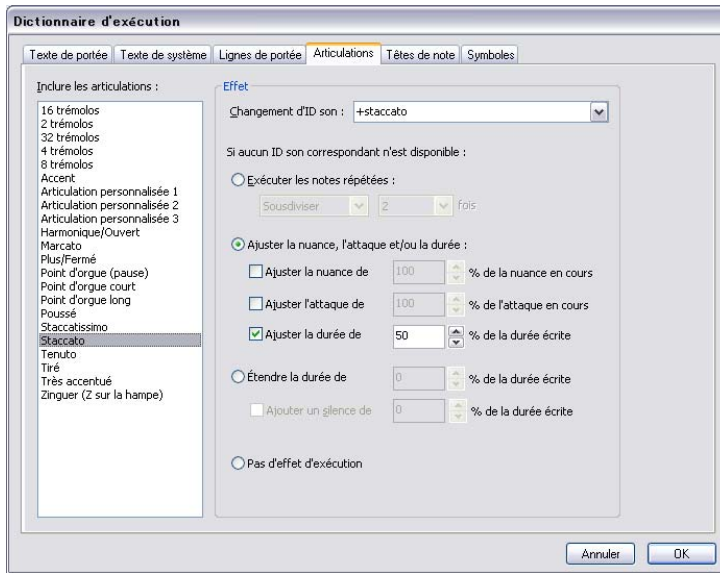 Dictionnaire d'exécution
Texte de portée Texte de système Lignes de portée Articulations Têtes de note Symboles
Inclure les articulations :
16 trémolos
2 trémolos
32 trémolos
4 trémolos
8 trémolos
Accent
Articulation personnalisée 1
Articulation personnalisée 2
Articulation personnalisée 3
Harmonique/Ouvert
Marcato
Plus/Fermé
Point d'orgue (pause)
Point d'orgue court
Point d'orgue long
Poussé
Staccatissimo
Staccato
Tenuto
Tiré
Très accentué
Zinguer (Z sur la hampe)
Effet
Changement d'ID son : +staccato
Si aucun ID son correspondant n'est disponible :
Exécuter les notes répétées :
Sousdiviser 2 fois
Ajuster la nuance, l'attaque et/ou la durée :
Ajuster la nuance de 100 % de la nuance en cours
Ajuster l'attaque de 100 % de l'attaque en cours
Ajuster la durée de 50 % de la durée écrite
Étendre la durée de 0 % de la durée écrite
Ajouter un silence de 0 % de la durée écrite
Pas d'effet d'exécution
Annuler OK